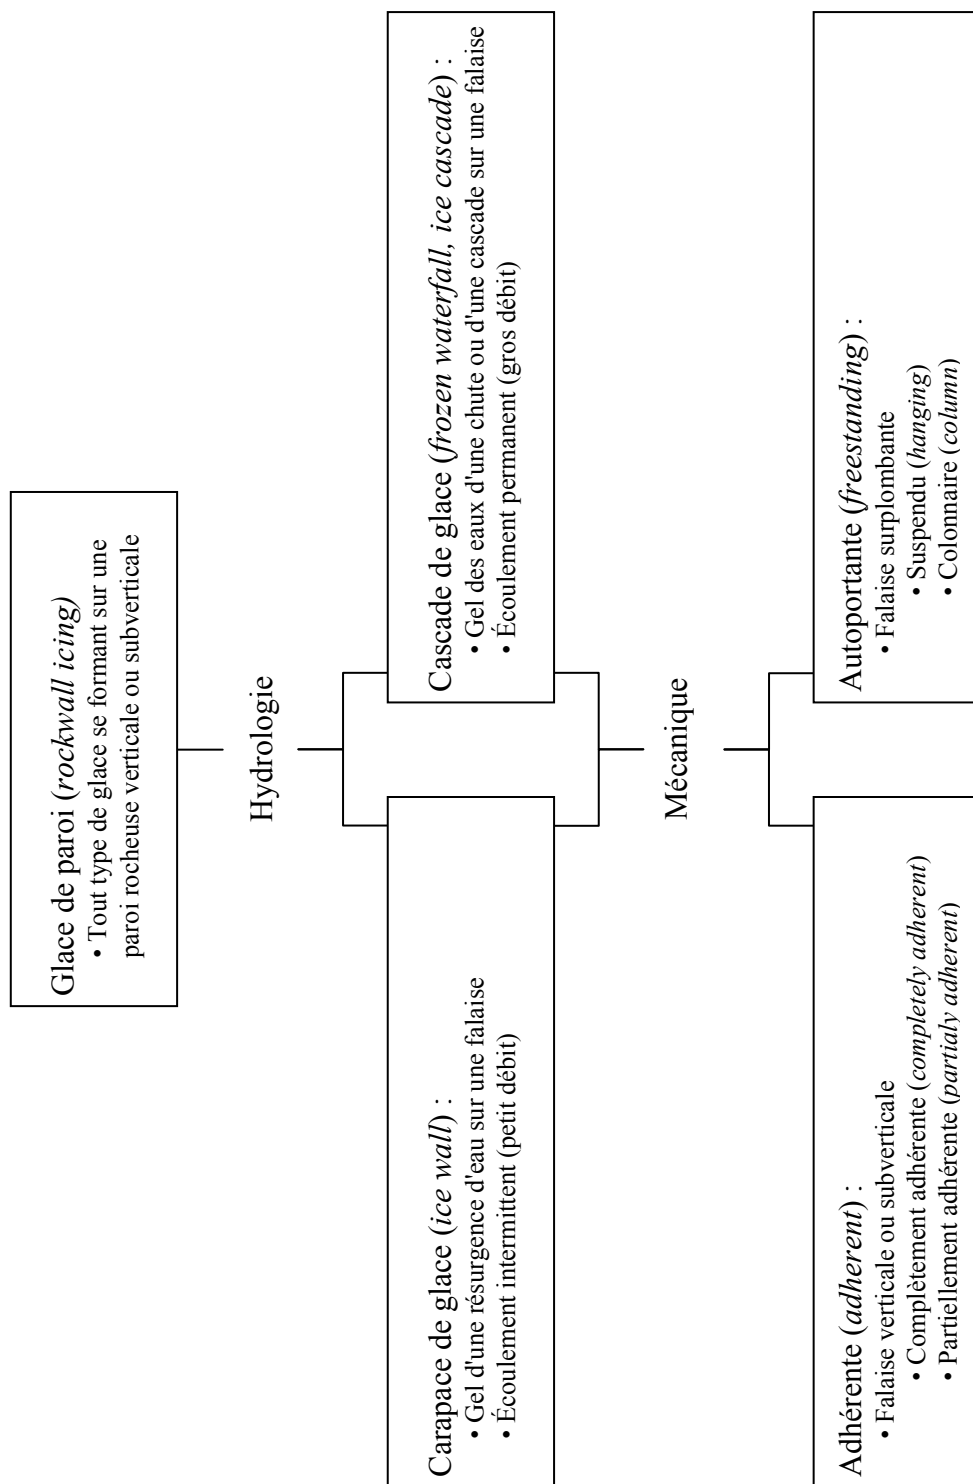 Glace de paroi (rockwall icing)
• Tout type de glace se formant sur une
paroi rocheuse verticale ou subverticale
Hydrologie
Carapace de glace (ice wall) :
• Gel d'une résurgence d'eau sur une falaise
• Écoulement intermittent (petit débit)
Cascade de glace (frozen waterfall, ice cascade) :
• Gel des eaux d'une chute ou d'une cascade sur une falaise
• Écoulement permanent (gros débit)
Mécanique
Adhérente (adherent) :
• Falaise verticale ou subverticale
• Complètement adhérente (completely adherent)
• Partiellement adhérente (partialy adherent)
Autoportante (freestanding) :
• Falaise surplombante
• Suspendu (hanging)
• Colonnaire (column)